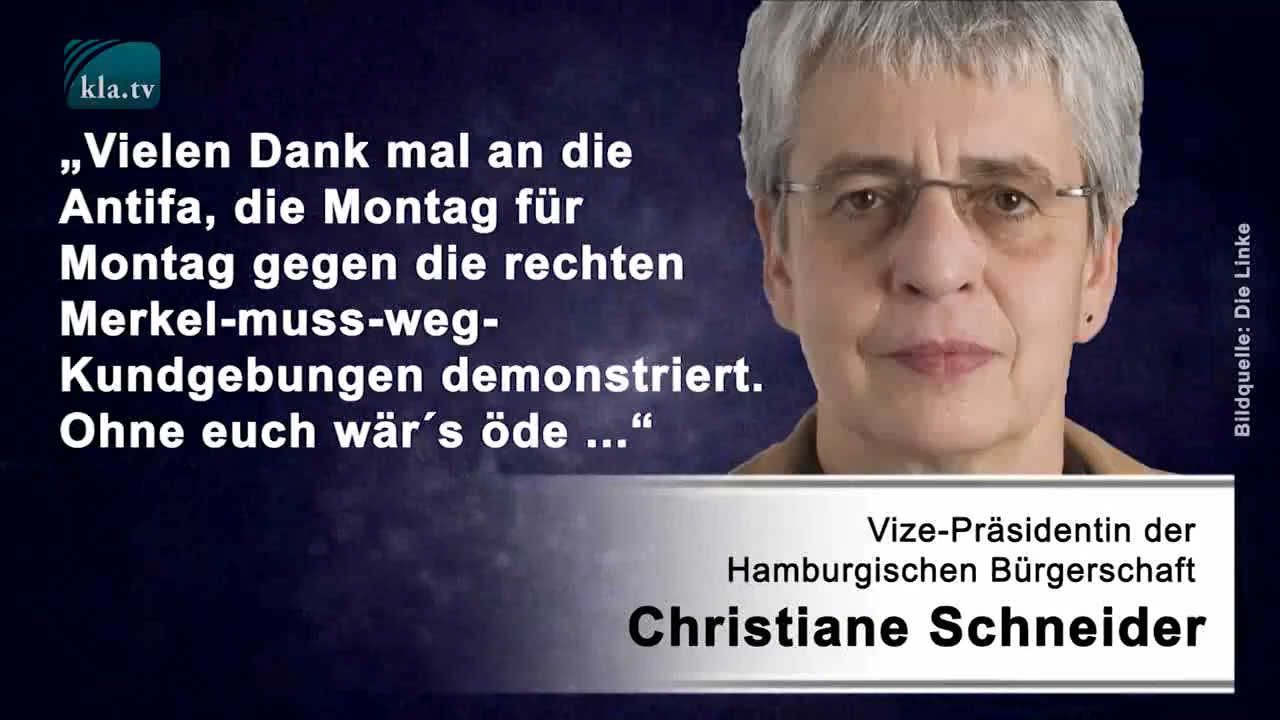 kla.tv
„Vielen Dank mal an die
Antifa, die Montag für
Montag gegen die rechten
Merkel-muss-weg-
Kundgebungen demonstriert.
Ohne euch wär´s öde ...“
Bildquelle: Die Linke
Vize-Präsidentin der
Hamburgischen Bürgerschaft
Christiane Schneider